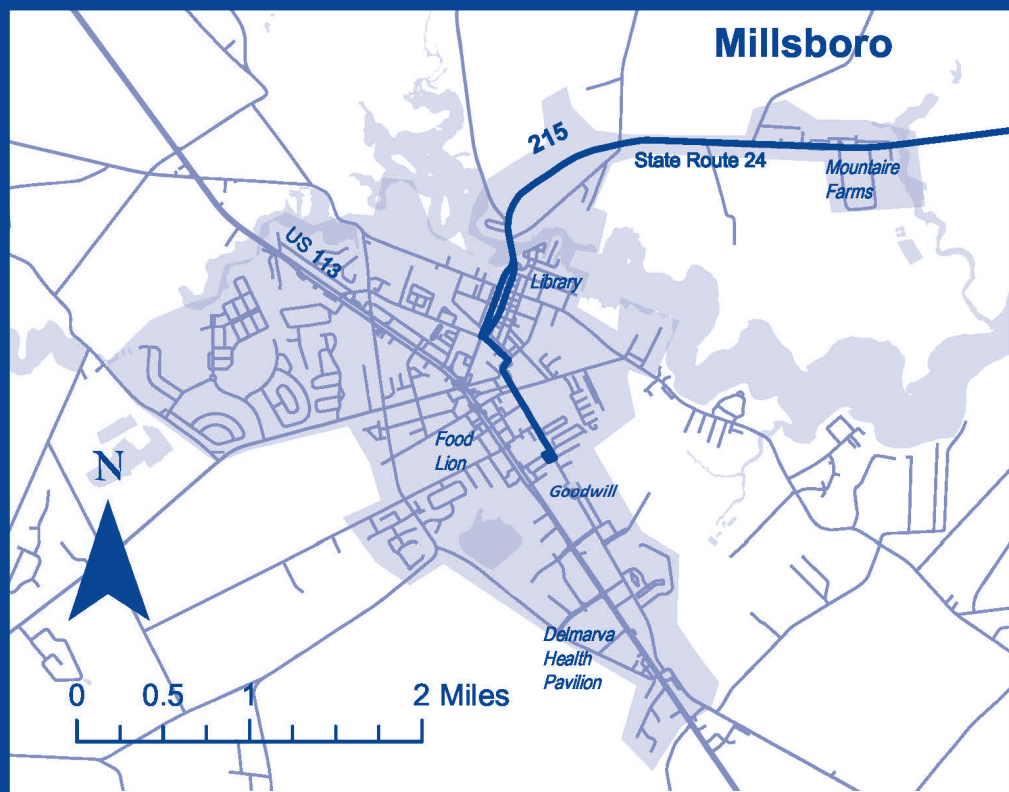 Millsboro
215
State Route 24
Mountaire
Farms
US 113
Library
Food
Lion
N
Goodwill
Delmarva
Health
Pavilion
0 0.5 1 2 Miles